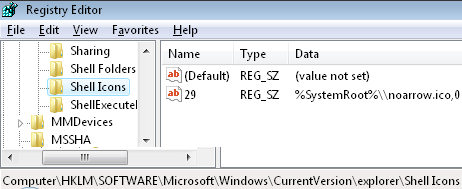 Registry Editor
File Edit View Favorites Help
Sharing
Shell Folders
Shell Icons
ShellExecutel
MMDevices
MSSHA
Name Type Data
(Default) REG_SZ (value not set)
29 REG_SZ %SystemRoot%\\noarrow.ico,0
Computer\HKLM\SOFTWARE\Microsoft\Windows\CurrentVersion\explorer\Shell Icons